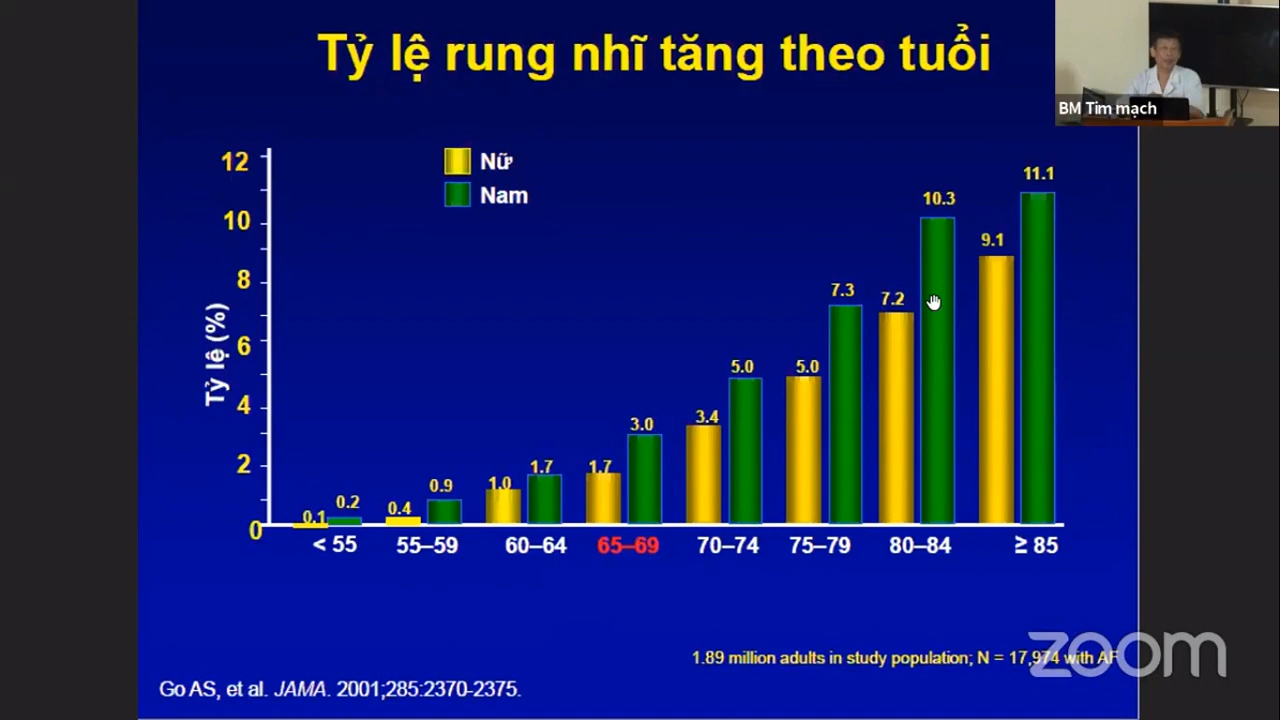 Tỷ lệ rung nhĩ tăng theo tuổi
BM Tim mạch
Nữ
Nam
Tỷ lệ (%)
12
10
8
6
4
2
0
0.1 0.2 0.4 0.9 1.0 1.7 1.7 3.0 3.4 5.0 5.0 7.3 7.2 10.3 9.1 11.1
< 55 55–59 60–64 65–69 70–74 75–79 80–84 ≥ 85
1.89 million adults in study population; N = 17,974 with AF
zoom
Go AS, et al. JAMA. 2001;285:2370-2375.